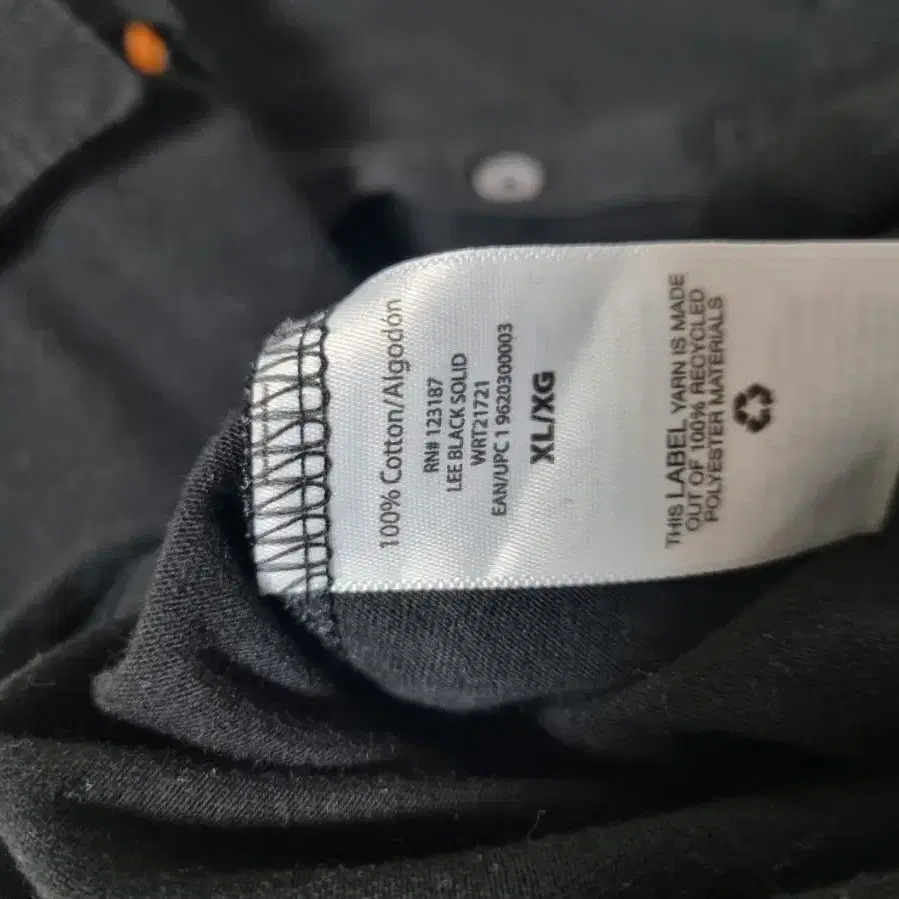 100% Cotton/Algodón
RN# 123187
LEE BLACK SOLID
WRT21721
EAN/UPC 1 9620300003
XL/XG
THIS LABEL YARN IS MADE
OUT OF 100% RECYCLED
POLYESTER MATERIALS